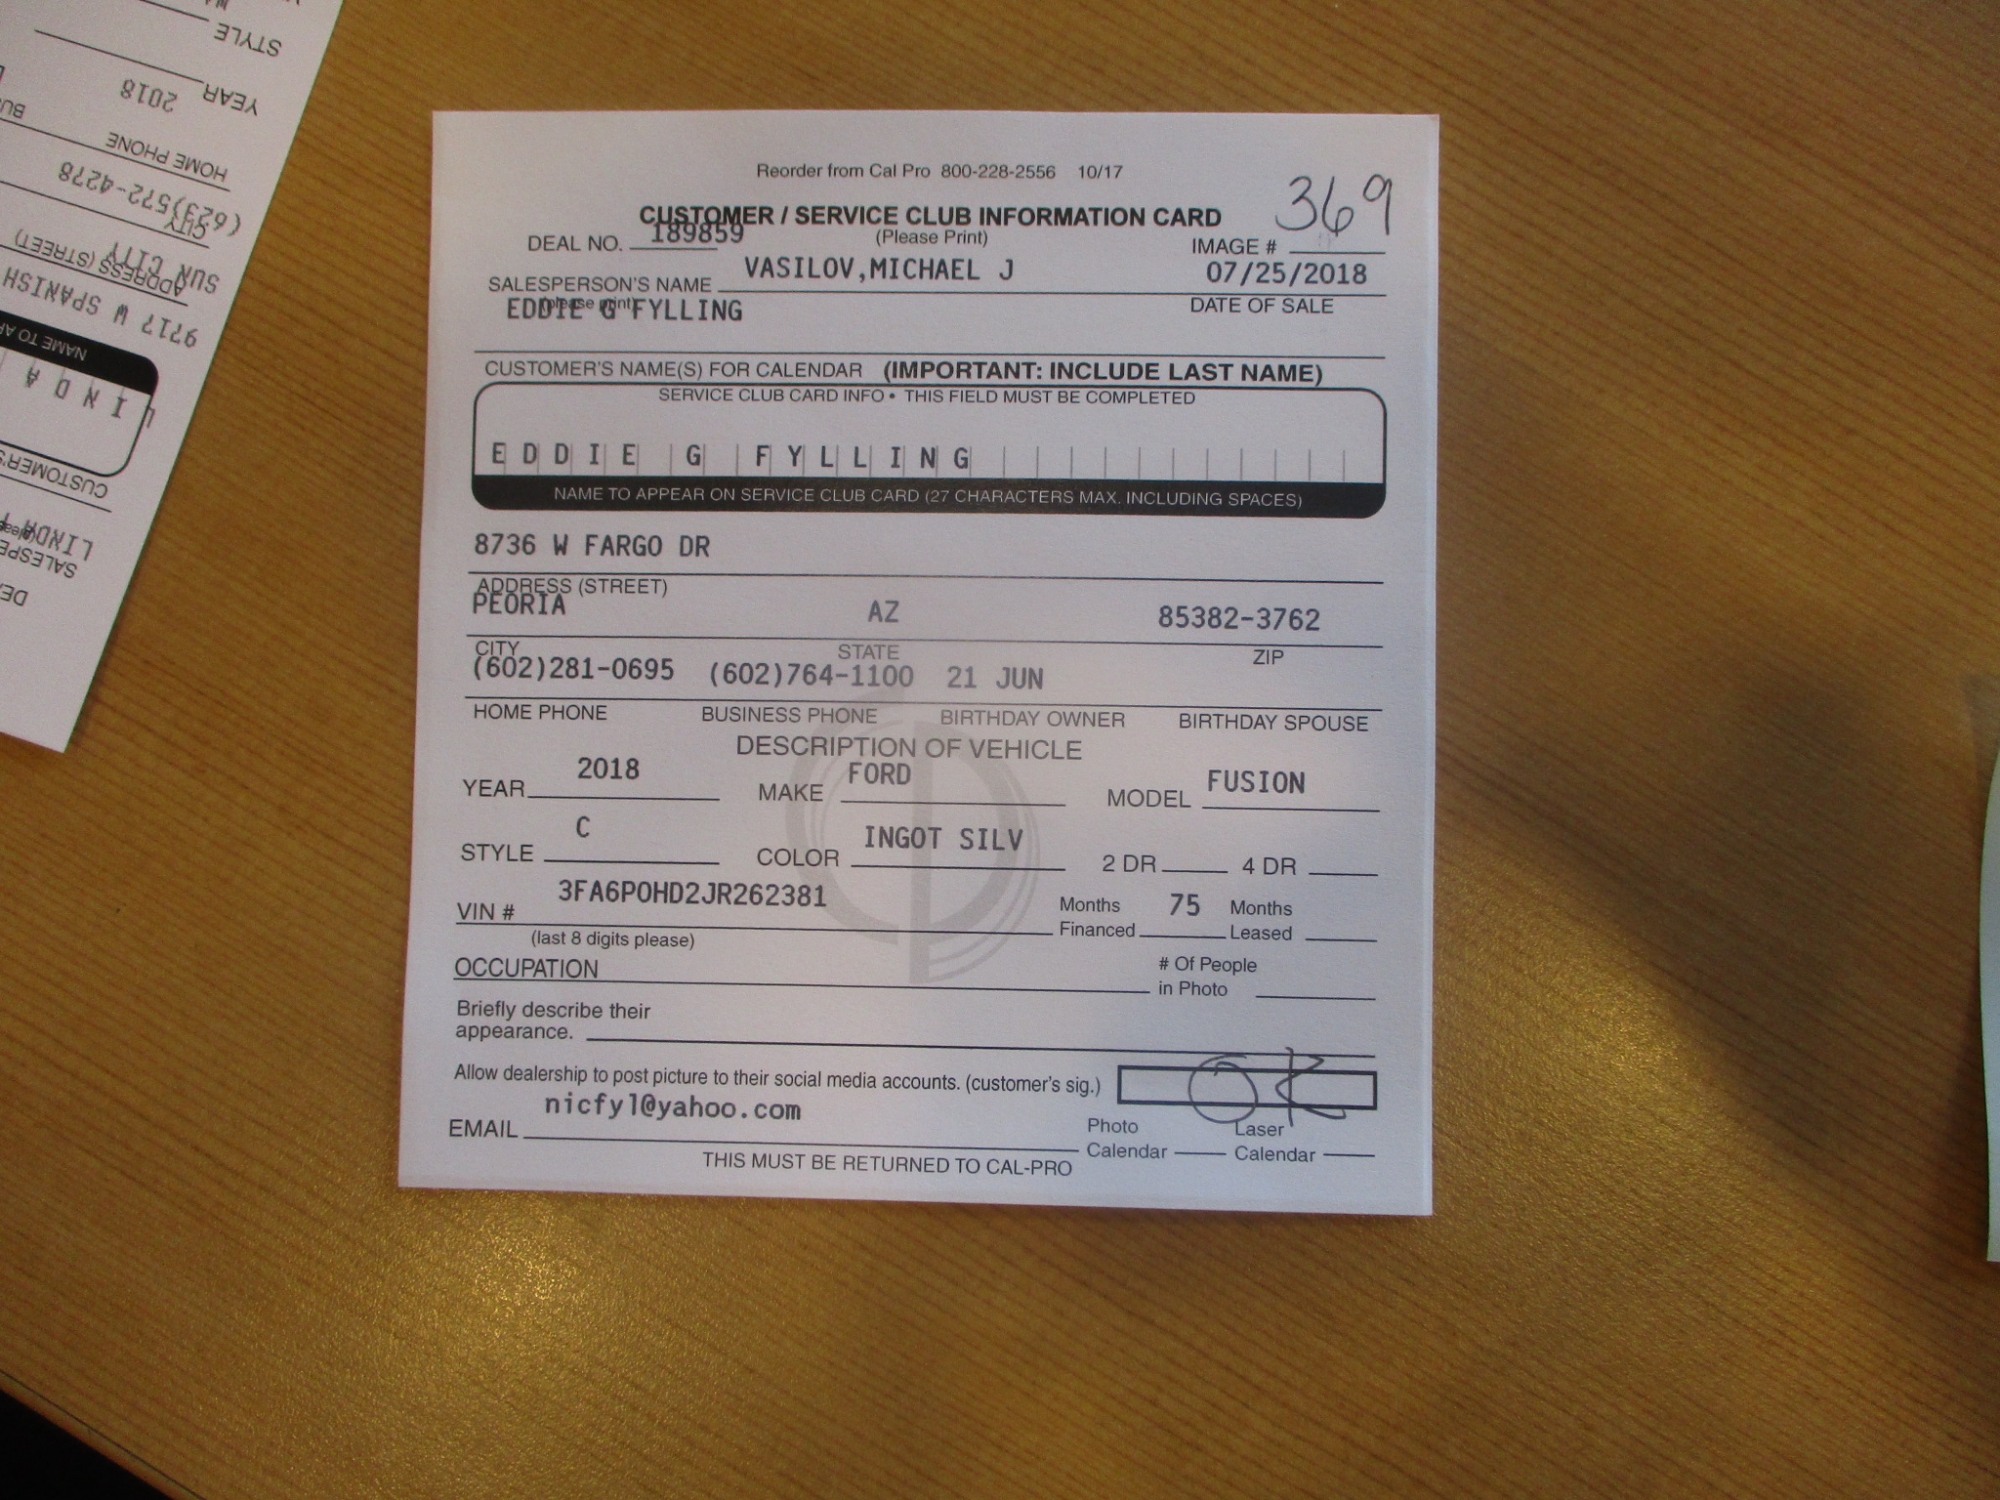 Reorder from Cal Pro 800-228-2556 10/17
369
CUSTOMER / SERVICE CLUB INFORMATION CARD
DEAL NO. 189859 (Please Print) IMAGE #
SALESPERSON'S NAME VASILOV,MICHAEL J 07/25/2018
(please print) DATE OF SALE
EDDIE G FYLLING
CUSTOMER'S NAME(S) FOR CALENDAR (IMPORTANT: INCLUDE LAST NAME)
SERVICE CLUB CARD INFO • THIS FIELD MUST BE COMPLETED
EDDIE G FYLLING
NAME TO APPEAR ON SERVICE CLUB CARD (27 CHARACTERS MAX. INCLUDING SPACES)
8736 W FARGO DR
ADDRESS (STREET)
PEORIA AZ 85382-3762
CITY STATE ZIP
(602)281-0695 (602)764-1100 21 JUN
HOME PHONE BUSINESS PHONE BIRTHDAY OWNER BIRTHDAY SPOUSE
DESCRIPTION OF VEHICLE
YEAR 2018 MAKE FORD MODEL FUSION
STYLE C COLOR INGOT SILV 2 DR 4 DR
VIN # 3FA6P0HD2JR262381 Months Financed 75 Months Leased
(last 8 digits please)
OCCUPATION # Of People in Photo
Briefly describe their
appearance.
Allow dealership to post picture to their social media accounts. (customer's sig.)
EMAIL nicfyl@yahoo.com Photo Calendar Laser Calendar
THIS MUST BE RETURNED TO CAL-PRO
STYLE
YEAR 2018
HOME PHONE
(623)572-4278
CITY
SUN CITY
ADDRESS (STREET)
9717 W SPANISH
NAME TO AP
LINDA
CUSTOMER'S
LINDA
SALESPE
DE